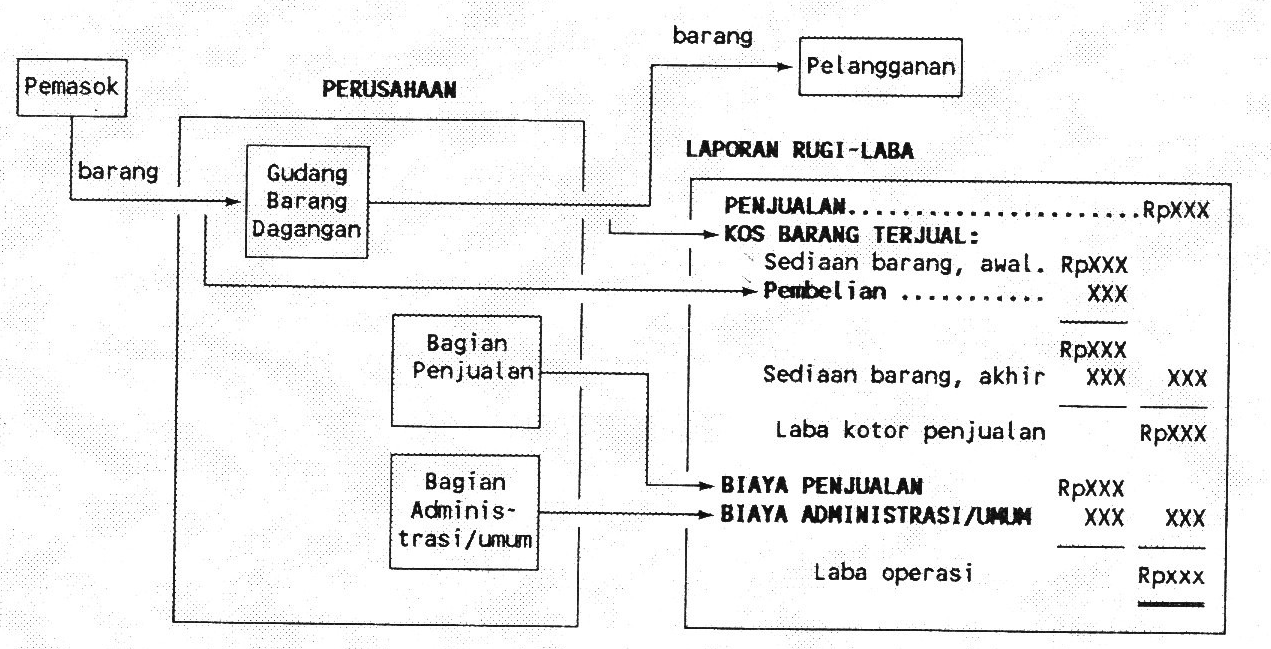 barang
Pelangganan
Pemasok
PERUSAHAAN
barang
Gudang
Barang
Dagangan
Bagian
Penjualan
Bagian
Adminis-
trasi/umum
LAPORAN RUGI-LABA
PENJUALAN......................RpXXX
KOS BARANG TERJUAL:
Sediaan barang, awal. RpXXX
Pembelian ........... XXX
RpXXX
Sediaan barang, akhir XXX XXX
Laba kotor penjualan RpXXX
BIAYA PENJUALAN RpXXX
BIAYA ADMINISTRASI/UMUM XXX XXX
Laba operasi Rpxxx